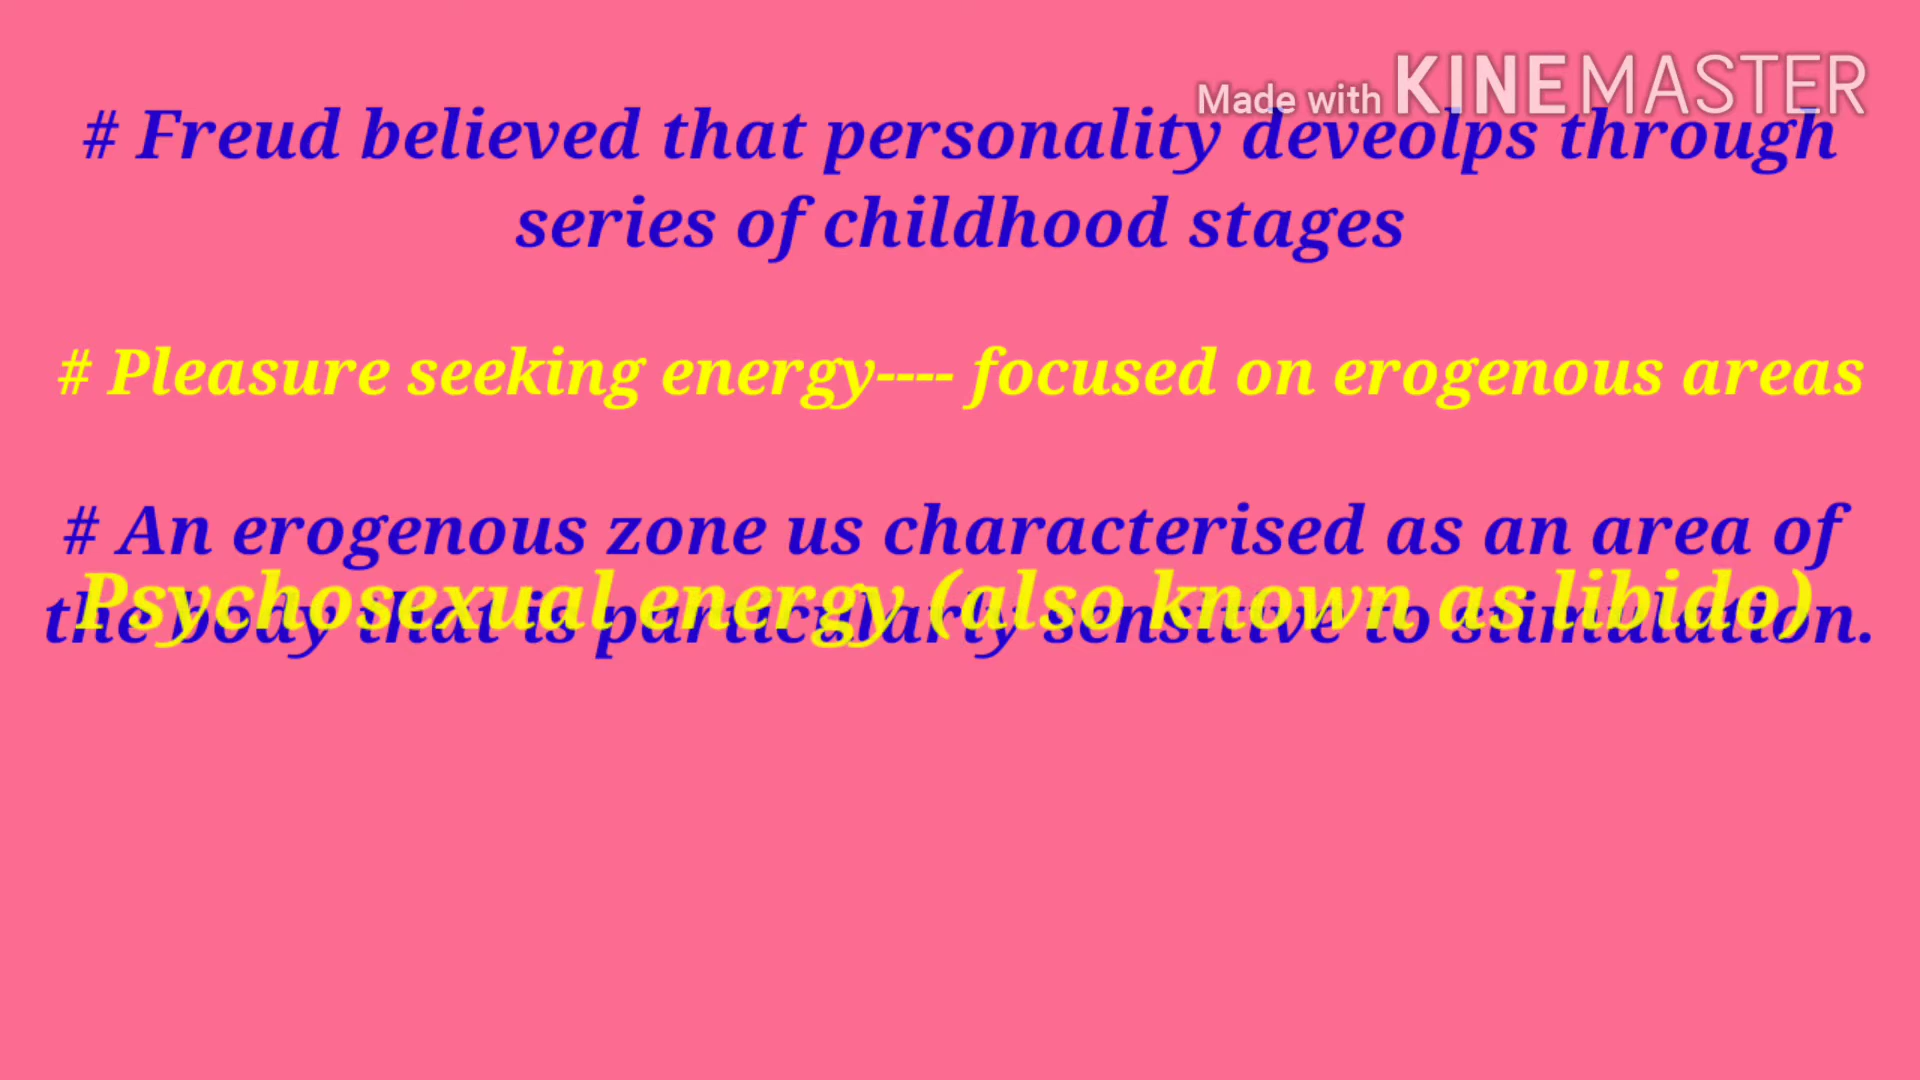 Made with KINEMASTER
# Freud believed that personality deveolps through
series of childhood stages
# Pleasure seeking energy---- focused on erogenous areas
# An erogenous zone us characterised as an area of
the body that is particularly sensitive to stimulation.
Psychosexual energy (also known as libido)